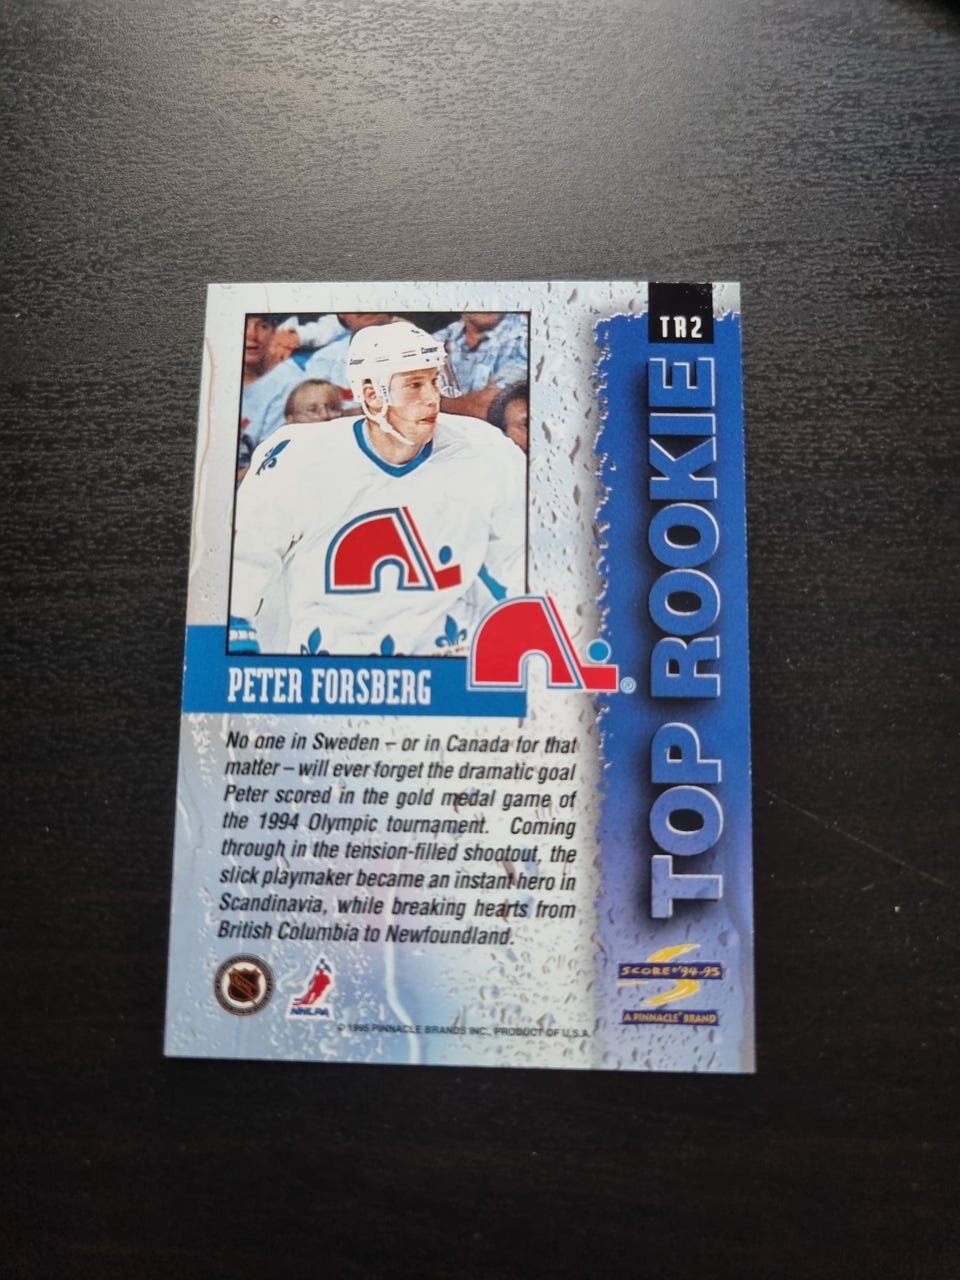 TR2
TOP ROOKIE
PETER FORSBERG
No one in Sweden – or in Canada for that
matter – will ever forget the dramatic goal
Peter scored in the gold medal game of
the 1994 Olympic tournament. Coming
through in the tension-filled shootout, the
slick playmaker became an instant hero in
Scandinavia, while breaking hearts from
British Columbia to Newfoundland.
NHLPA
© 1995 PINNACLE BRANDS INC., PRODUCT OF U.S.A.
SCORE® '94-95
A PINNACLE® BRAND